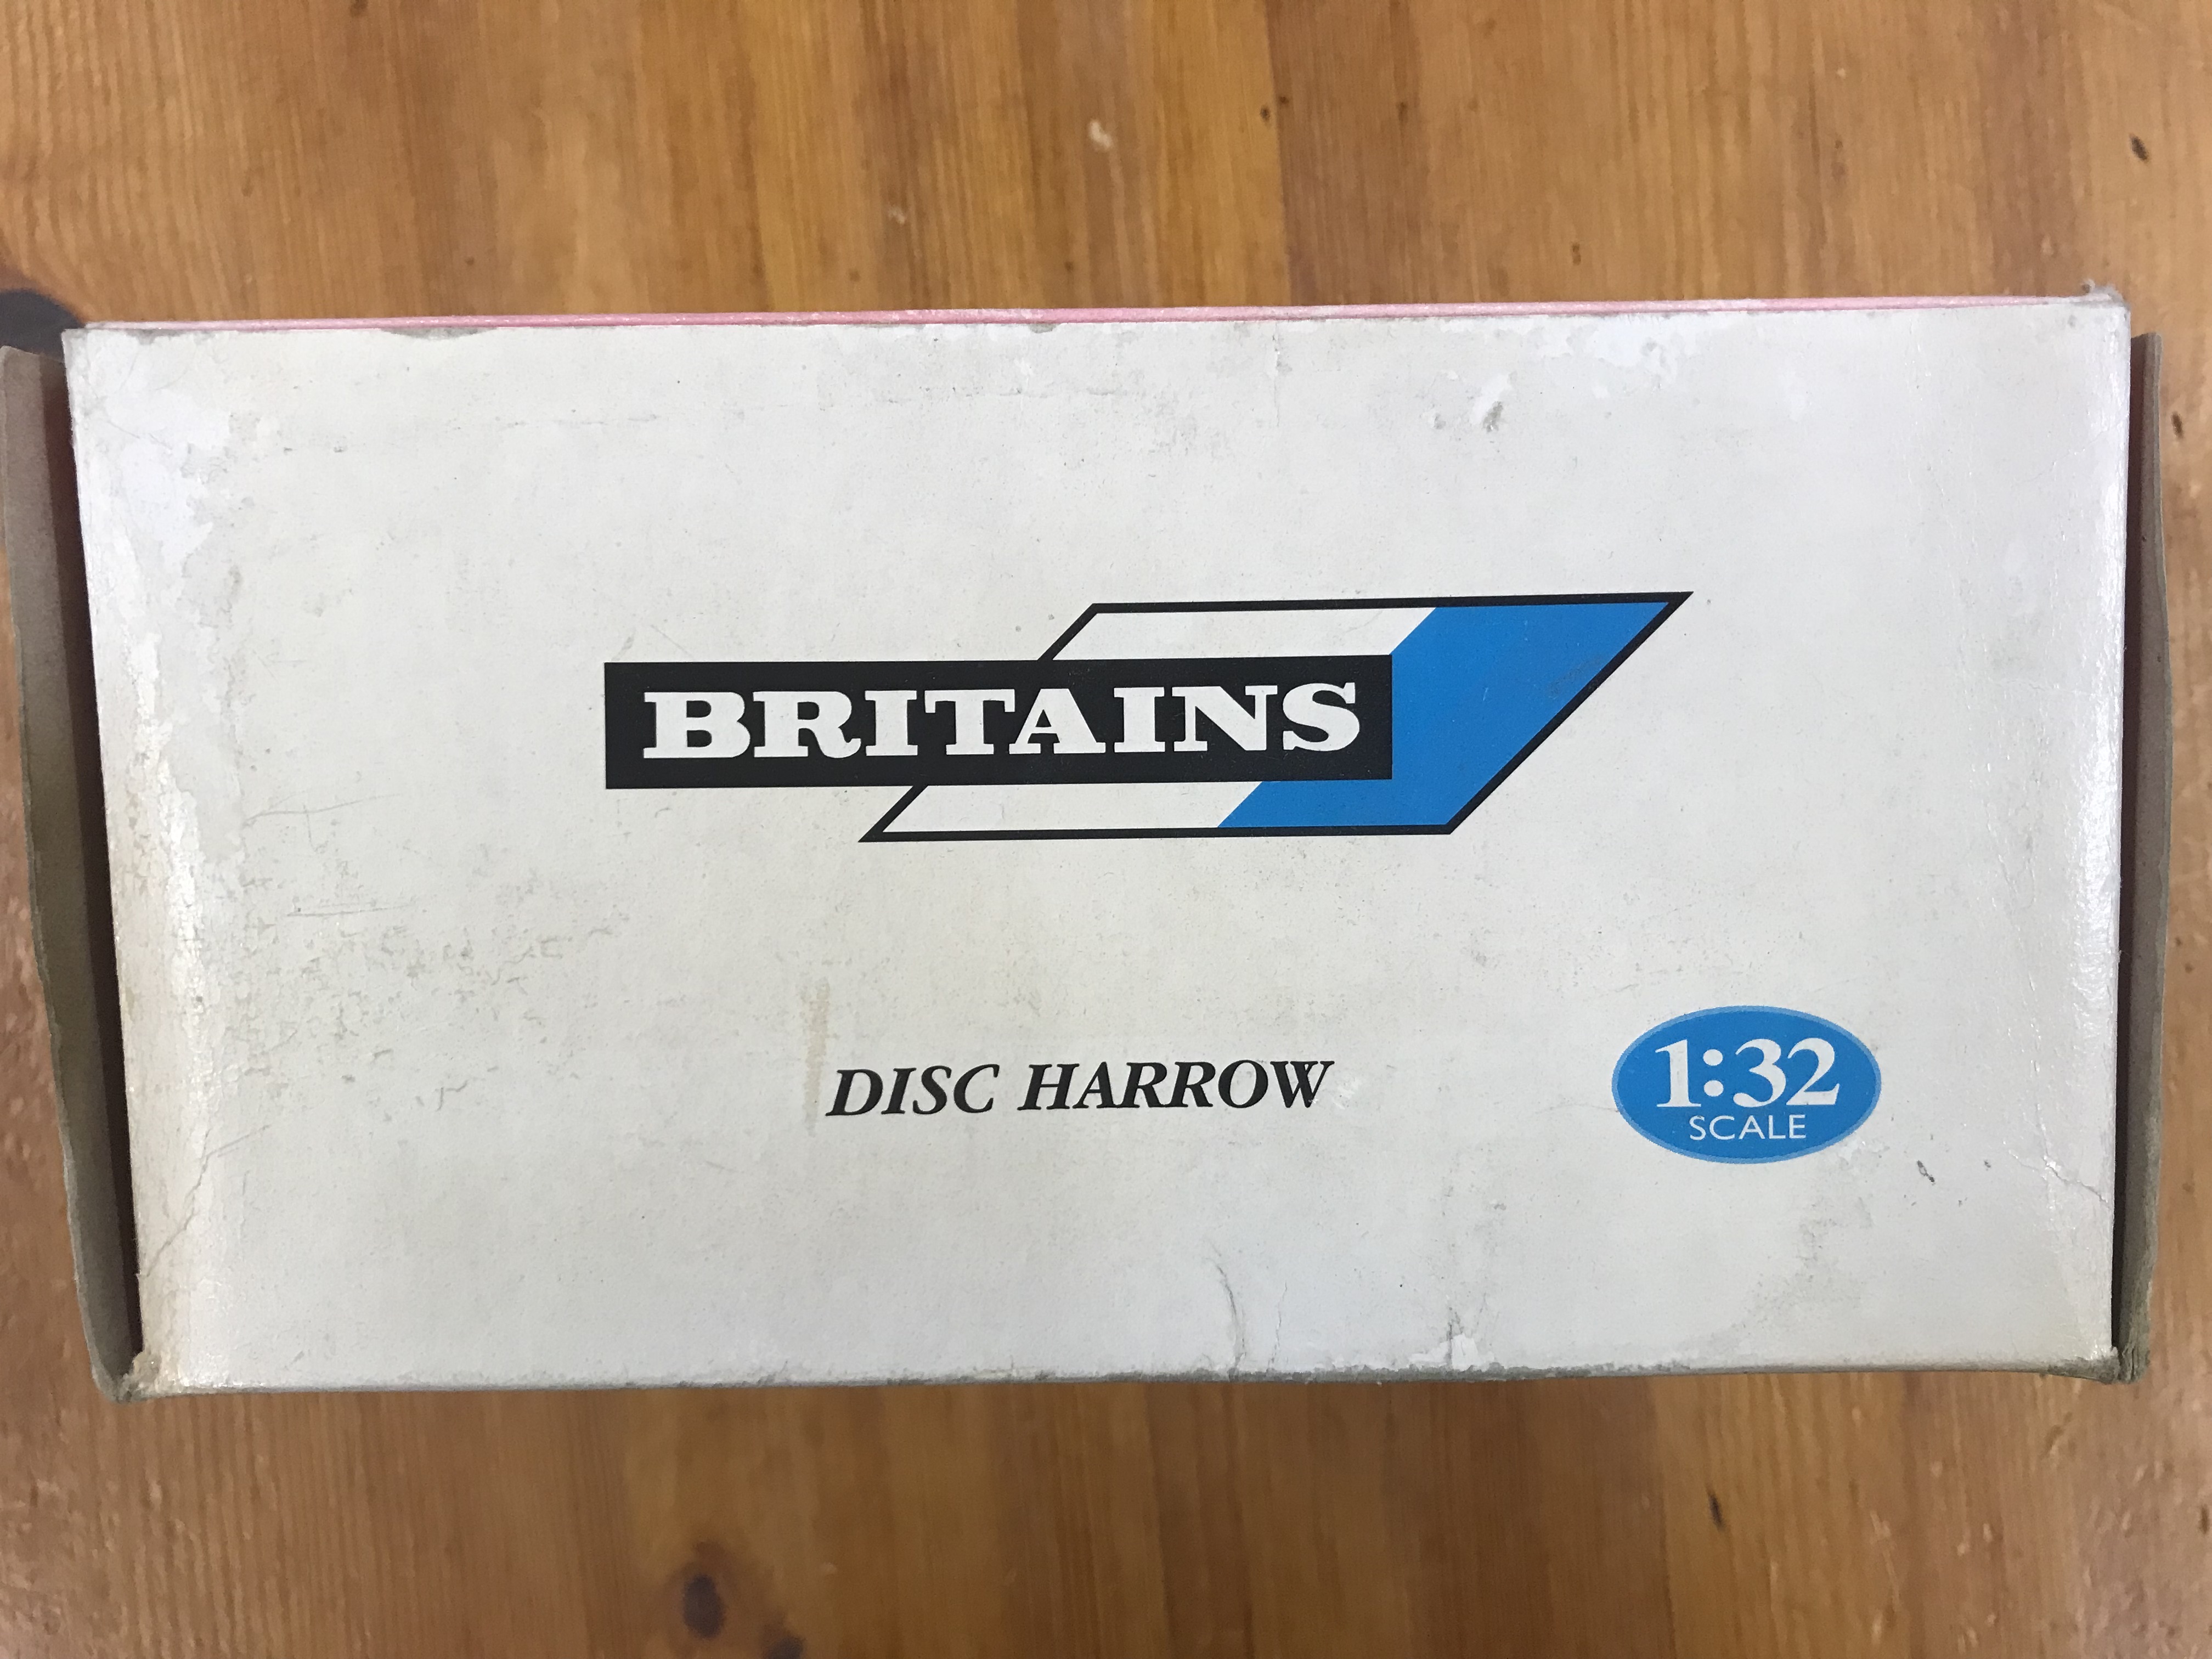 BRITAINS
DISC HARROW
1:32
SCALE